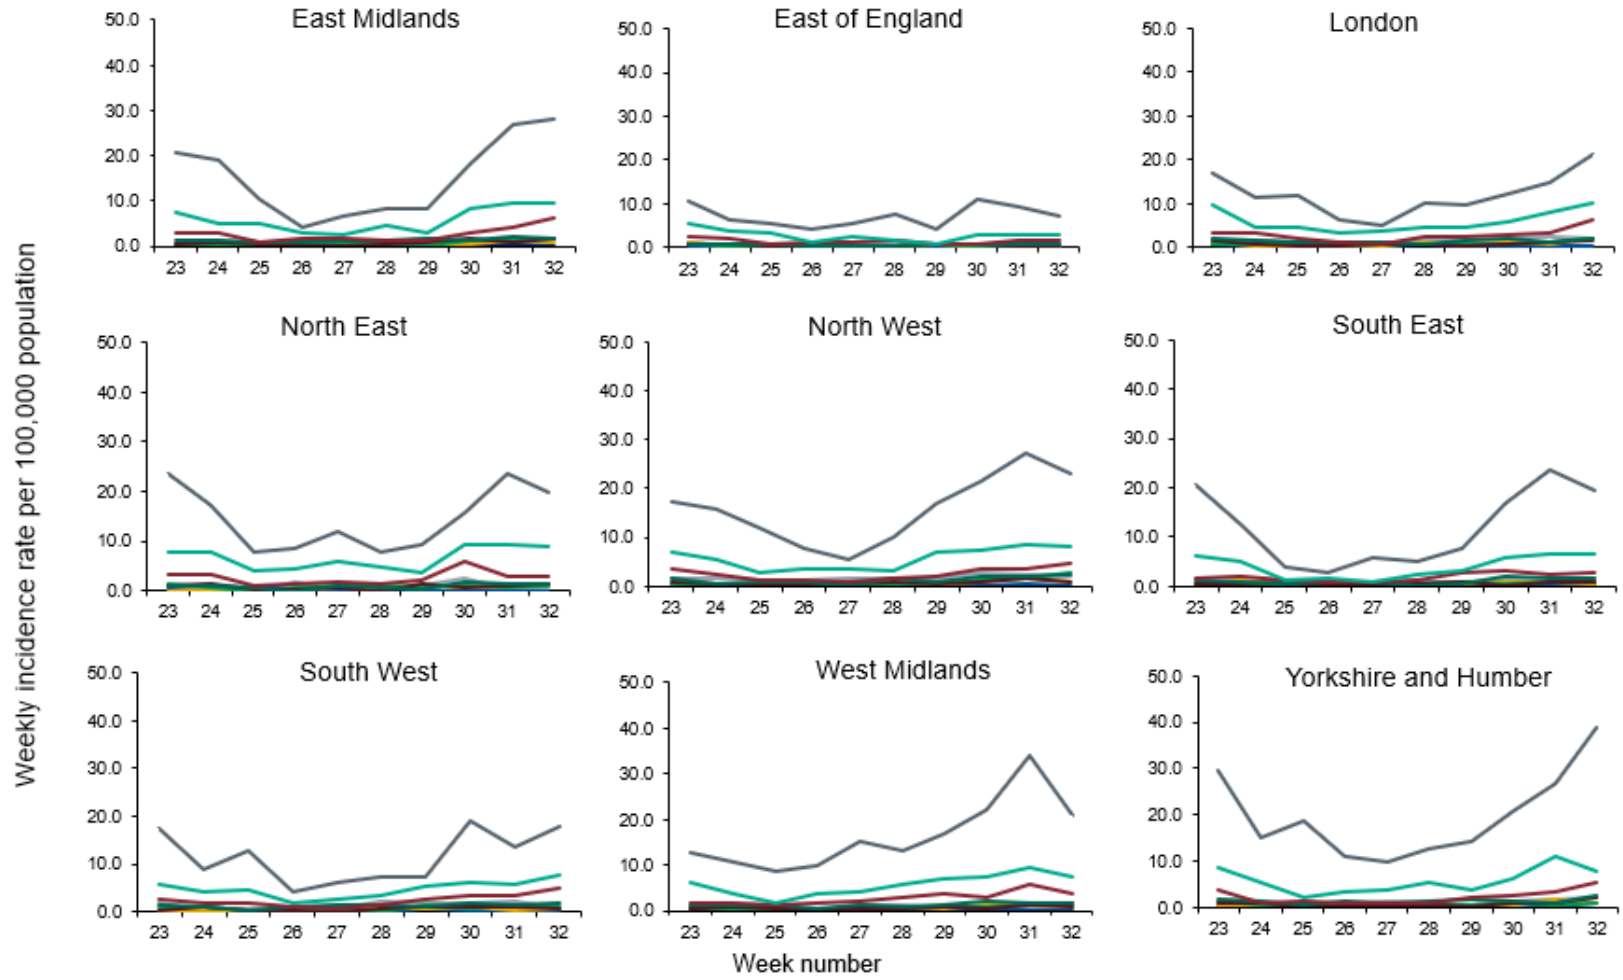 Weekly incidence rate per 100,000 population
East Midlands
50.0
40.0
30.0
20.0
10.0
0.0
23 24 25 26 27 28 29 30 31 32
East of England
50.0
40.0
30.0
20.0
10.0
0.0
23 24 25 26 27 28 29 30 31 32
London
50.0
40.0
30.0
20.0
10.0
0.0
23 24 25 26 27 28 29 30 31 32
North East
50.0
40.0
30.0
20.0
10.0
0.0
23 24 25 26 27 28 29 30 31 32
North West
50.0
40.0
30.0
20.0
10.0
0.0
23 24 25 26 27 28 29 30 31 32
South East
50.0
40.0
30.0
20.0
10.0
0.0
23 24 25 26 27 28 29 30 31 32
South West
50.0
40.0
30.0
20.0
10.0
0.0
23 24 25 26 27 28 29 30 31 32
West Midlands
50.0
40.0
30.0
20.0
10.0
0.0
23 24 25 26 27 28 29 30 31 32
Yorkshire and Humber
50.0
40.0
30.0
20.0
10.0
0.0
23 24 25 26 27 28 29 30 31 32
Week number